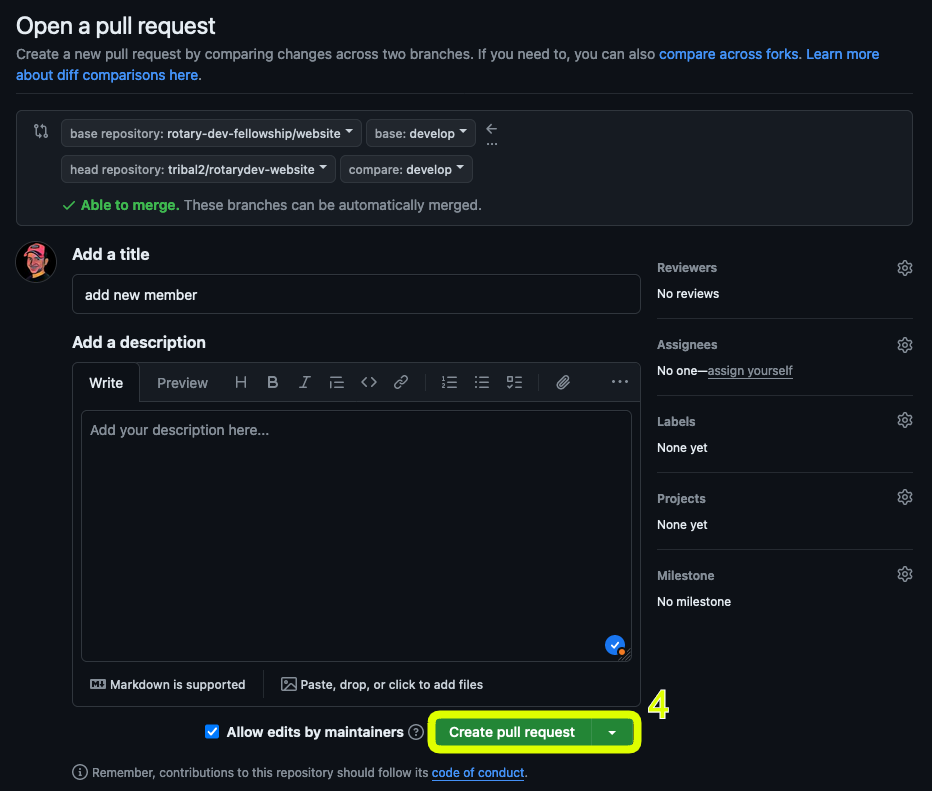 Open a pull request
Create a new pull request by comparing changes across two branches. If you need to, you can also compare across forks. Learn more
about diff comparisons here.
base repository: rotary-dev-fellowship/website base: develop
...
head repository: tribal2/rotarydev-website compare: develop
Able to merge. These branches can be automatically merged.
Add a title
add new member
Add a description
Write Preview H B I
Add your description here...
Markdown is supported Paste, drop, or click to add files
Allow edits by maintainers ? Create pull request
4
Remember, contributions to this repository should follow its code of conduct.
Reviewers
No reviews
Assignees
No one—assign yourself
Labels
None yet
Projects
None yet
Milestone
No milestone